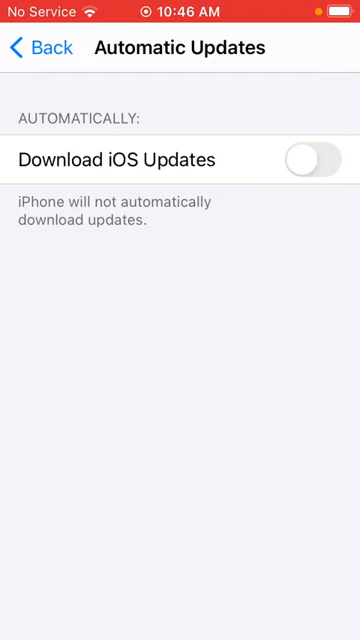 No Service 10:46 AM
Back Automatic Updates
AUTOMATICALLY:
Download iOS Updates
iPhone will not automatically
download updates.